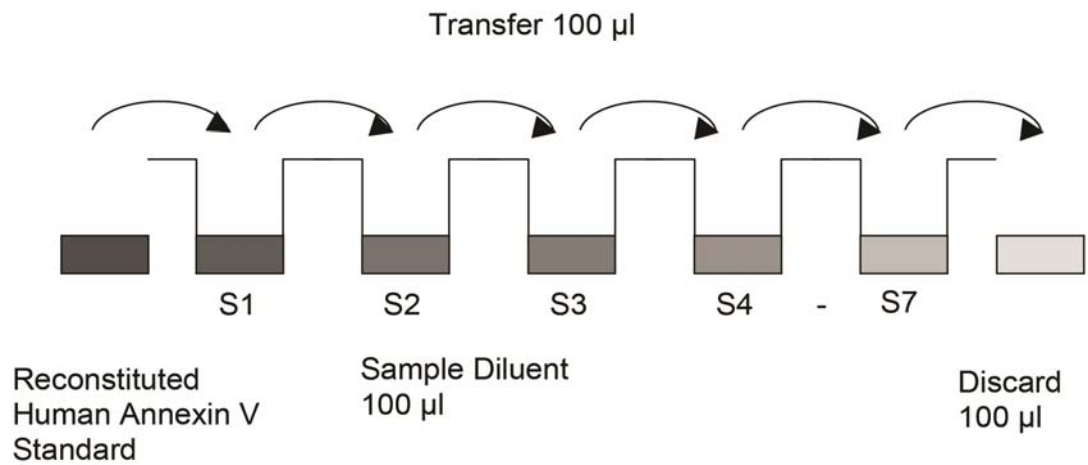 Transfer 100 µl
S1 S2 S3 S4 - S7
Reconstituted
Human Annexin V
Standard
Sample Diluent
100 µl
Discard
100 µl